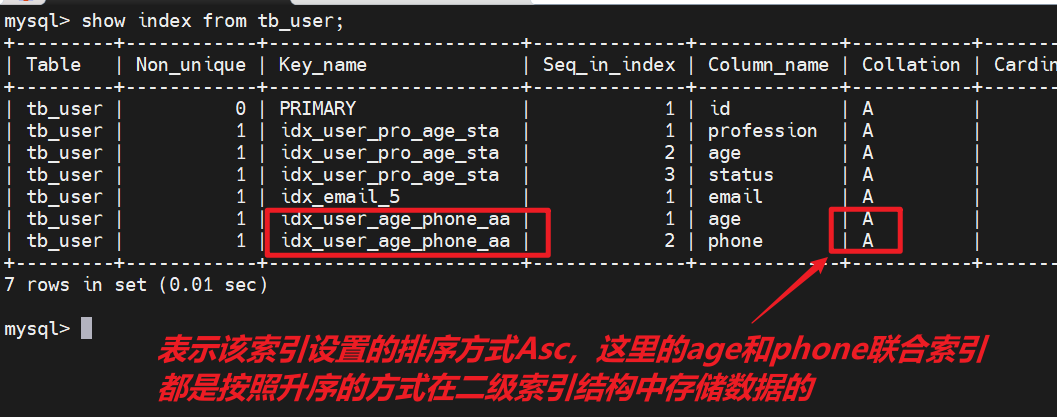 mysql> show index from tb_user;
+---------+------------+----------------------+--------------+-------------+-----------+-------
| Table | Non_unique | Key_name | Seq_in_index | Column_name | Collation | Cardin
+---------+------------+----------------------+--------------+-------------+-----------+-------
| tb_user | 0 | PRIMARY | 1 | id | A |
| tb_user | 1 | idx_user_pro_age_sta | 1 | profession | A |
| tb_user | 1 | idx_user_pro_age_sta | 2 | age | A |
| tb_user | 1 | idx_user_pro_age_sta | 3 | status | A |
| tb_user | 1 | idx_email_5 | 1 | email | A |
| tb_user | 1 | idx_user_age_phone_aa | 1 | age | A |
| tb_user | 1 | idx_user_age_phone_aa | 2 | phone | A |
+---------+------------+----------------------+--------------+-------------+-----------+-------
7 rows in set (0.01 sec)
mysql>
表示该索引设置的排序方式Asc，这里的age和phone联合索引
都是按照升序的方式在二级索引结构中存储数据的